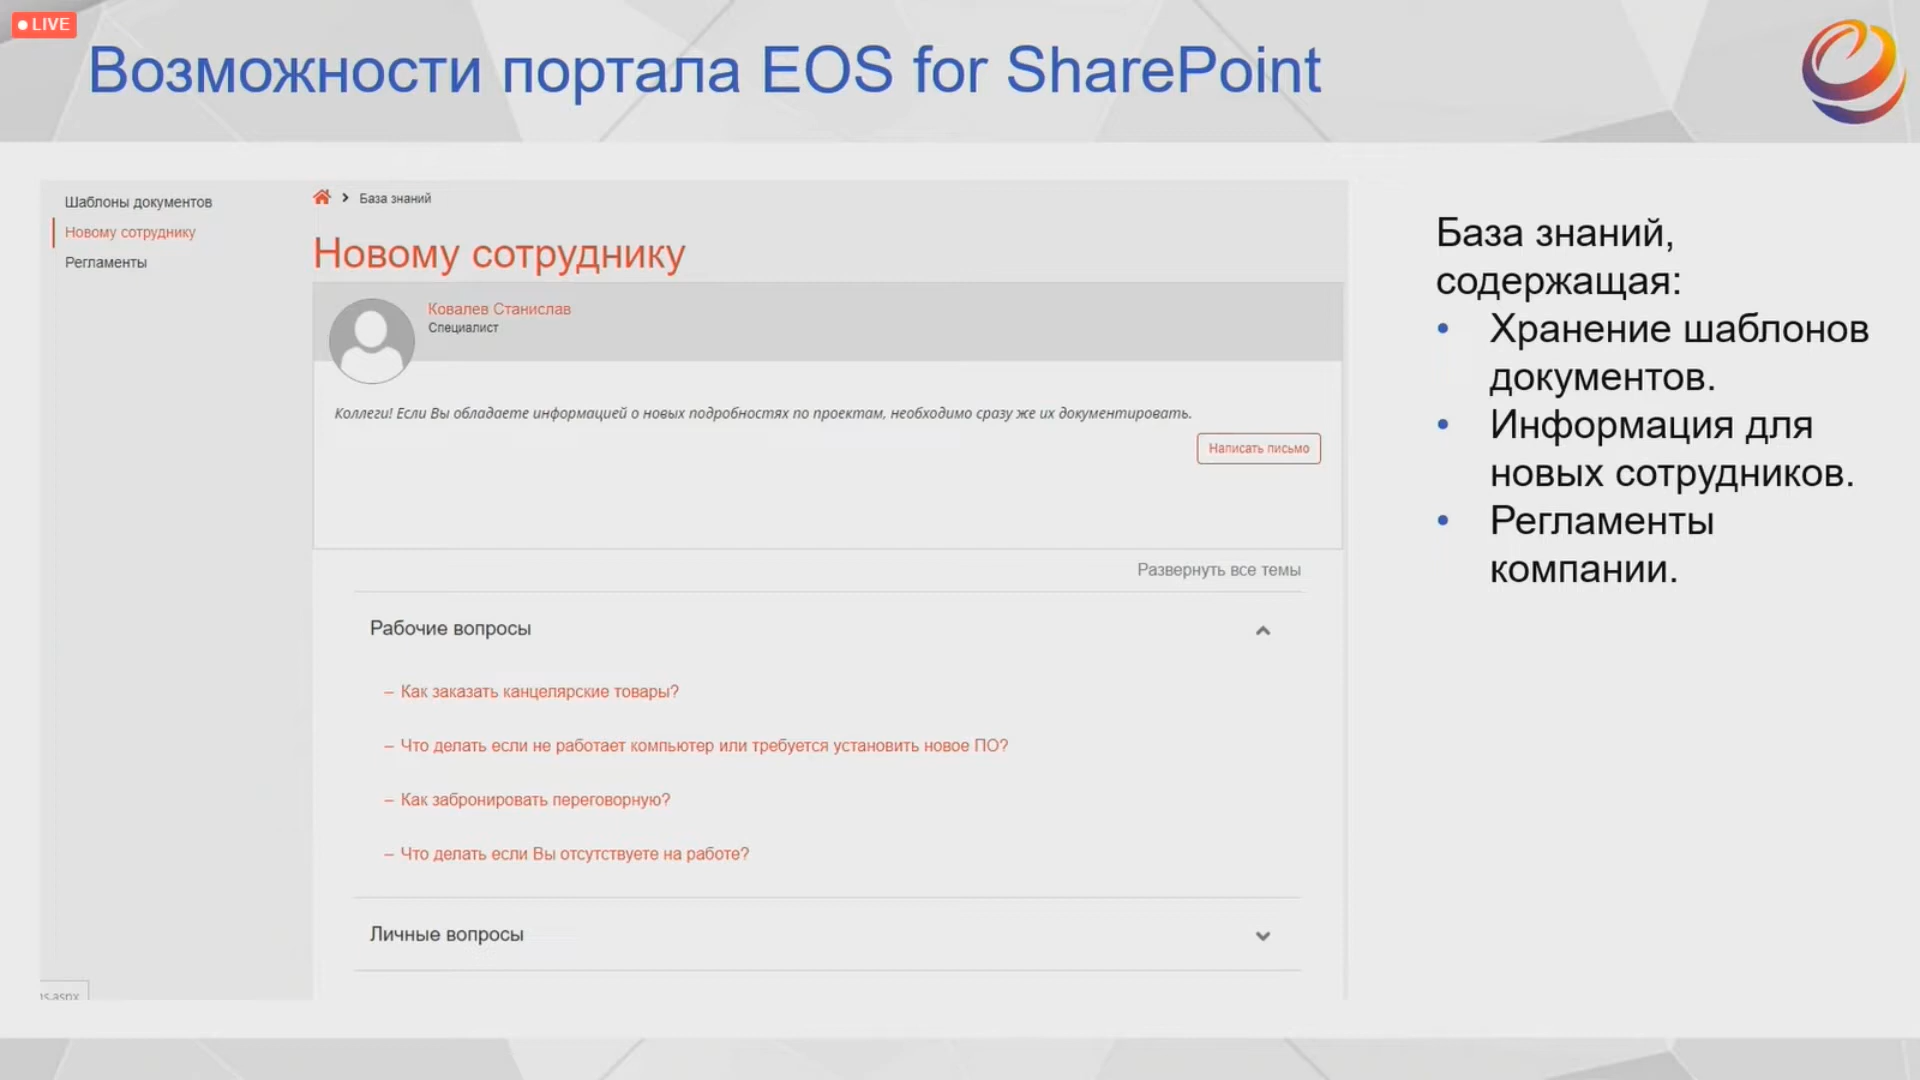 LIVE
Возможности портала EOS for SharePoint
Шаблоны документов
Новому сотруднику
Регламенты
База знаний
Новому сотруднику
Ковалев Станислав
Специалист
Коллеги! Если Вы обладаете информацией о новых подробностях по проектам, необходимо сразу же их документировать.
Написать письмо
Развернуть все темы
Рабочие вопросы
– Как заказать канцелярские товары?
– Что делать если не работает компьютер или требуется установить новое ПО?
– Как забронировать переговорную?
– Что делать если Вы отсутствуете на работе?
Личные вопросы
База знаний,
содержащая:
• Хранение шаблонов
документов.
• Информация для
новых сотрудников.
• Регламенты
компании.